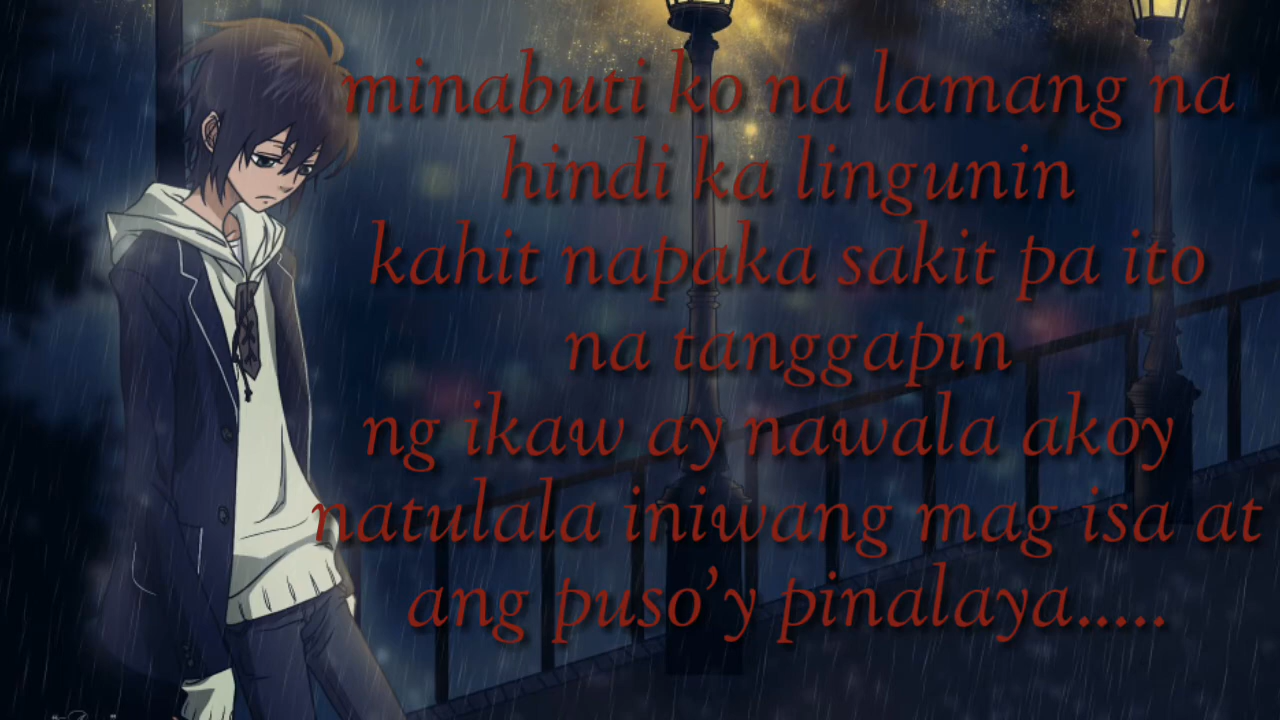 minabuti ko na lamang na
hindi ka lingunin
kahit napaka sakit pa ito
na tanggapin
ng ikaw ay nawala akoy
natulala iniwang mag isa at
ang puso’y pinalaya.....